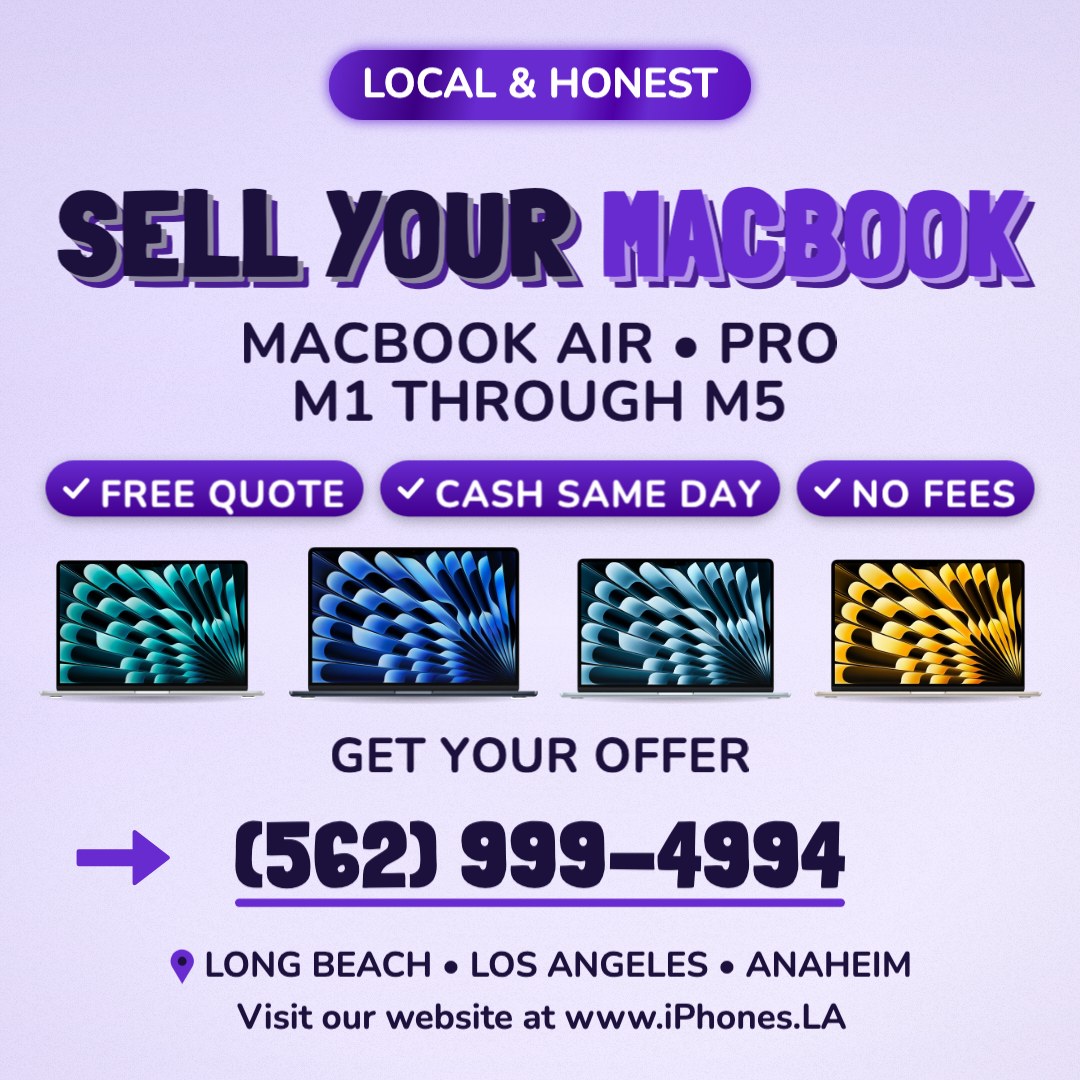 LOCAL & HONEST
SELL YOUR MACBOOK
MACBOOK AIR • PRO
M1 THROUGH M5
✓ FREE QUOTE ✓ CASH SAME DAY ✓ NO FEES
GET YOUR OFFER
(562) 999–4994
LONG BEACH • LOS ANGELES • ANAHEIM
Visit our website at www.iPhones.LA